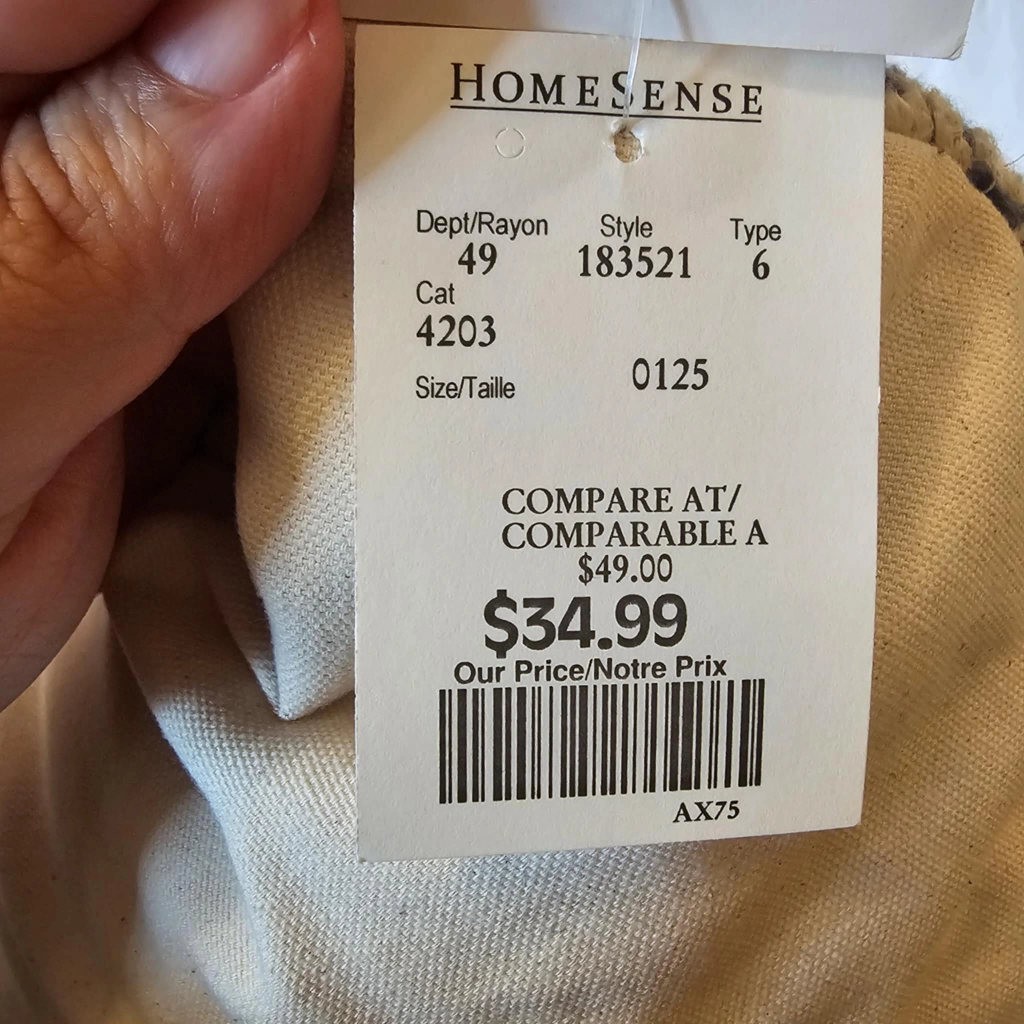 HOMESENSE
Dept/Rayon Style Type
49 183521 6
Cat
4203
Size/Taille 0125
COMPARE AT/
COMPARABLE A
$49.00
$34.99
Our Price/Notre Prix
AX75